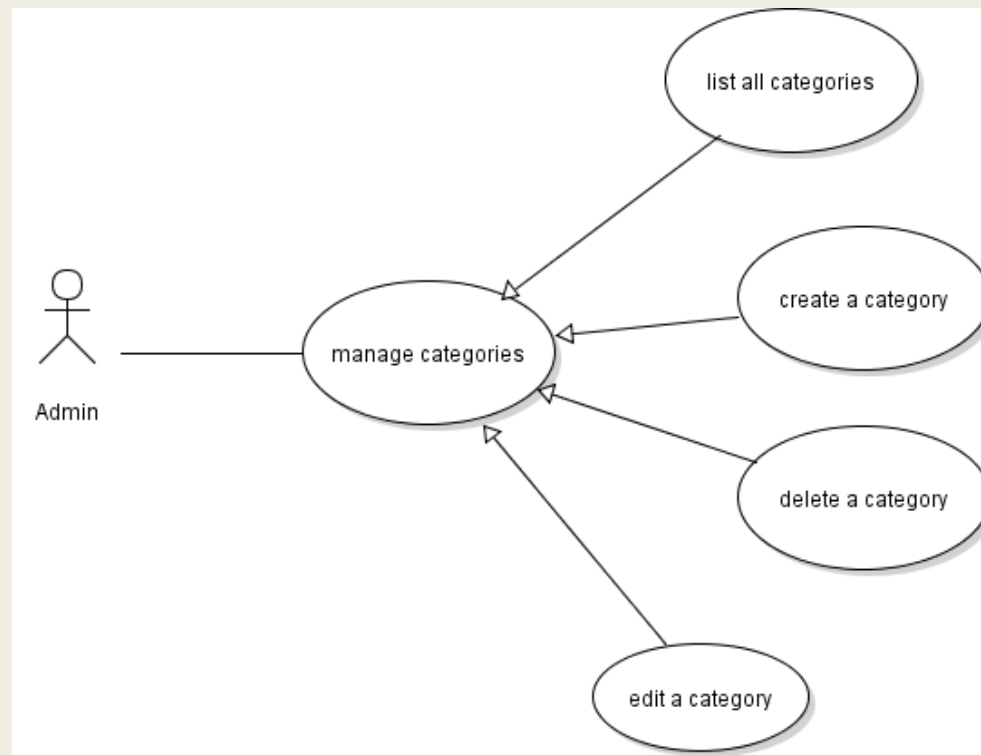 list all categories
create a category
manage categories
Admin
delete a category
edit a category